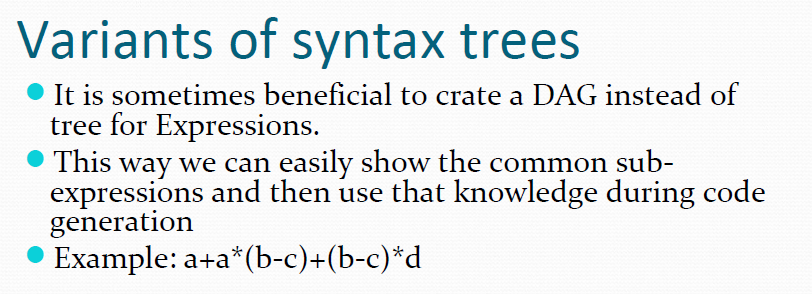 Variants of syntax trees
It is sometimes beneficial to crate a DAG instead of
tree for Expressions.
This way we can easily show the common sub-
expressions and then use that knowledge during code
generation
Example: a+a*(b-c)+(b-c)*d